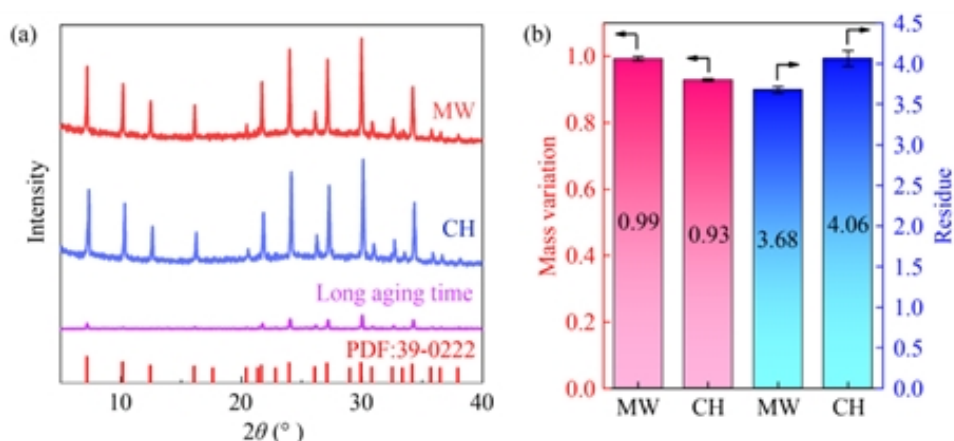 (a)
MW
CH
Long aging time
PDF:39-0222
Intensity
10 20 30 40
2θ (°)
(b)
1.0
0.8
0.6
0.4
0.2
0.0
Mass variation
0.99 0.93 3.68 4.06
MW CH MW CH
4.5
4.0
3.5
3.0
2.5
2.0
1.5
1.0
0.5
0.0
Residue